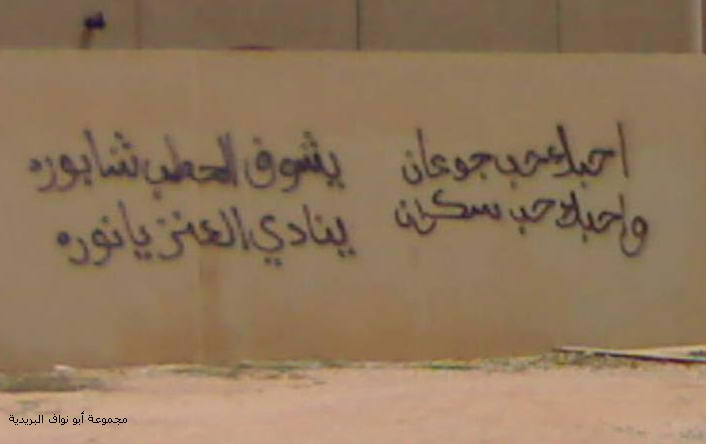 احبك حب جوعان يشوف الحطب شابوره
واحبك حب سكران ينادي العنز يانوره
مجموعة أبو نواف البريدية